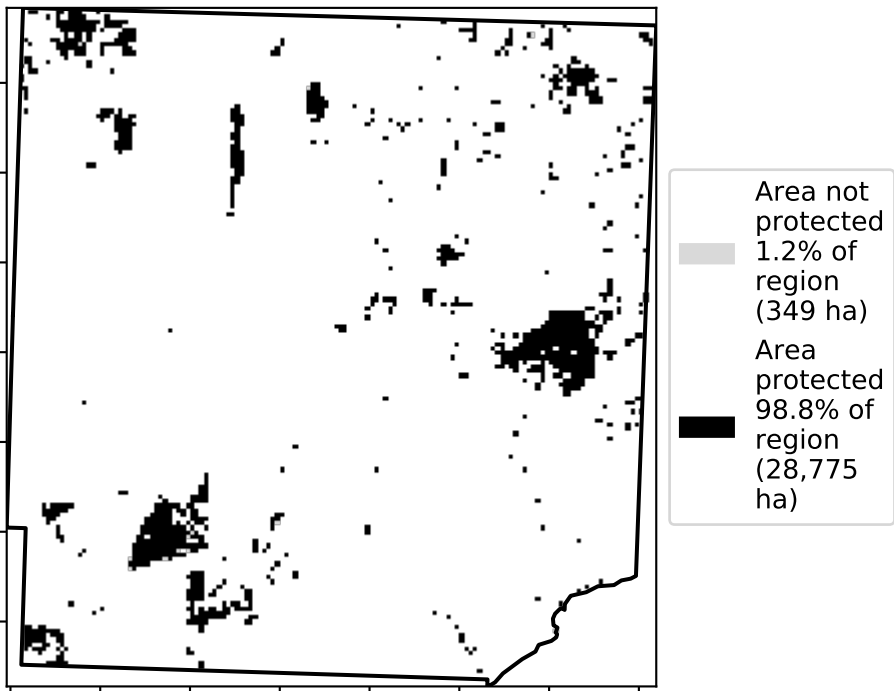 Area not
protected
1.2% of
region
(349 ha)
Area
protected
98.8% of
region
(28,775
ha)